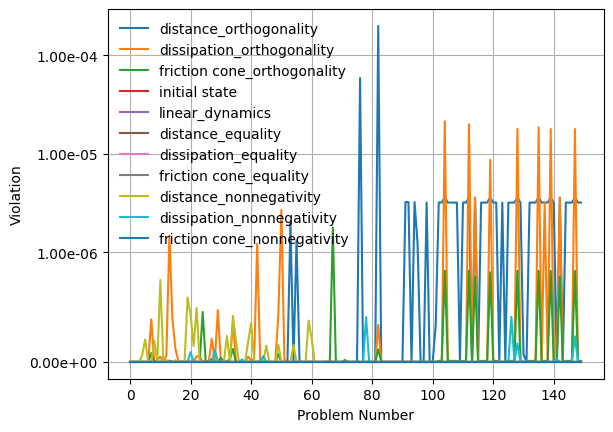 distance_orthogonality
dissipation_orthogonality
friction cone_orthogonality
initial state
linear_dynamics
distance_equality
dissipation_equality
friction cone_equality
distance_nonnegativity
dissipation_nonnegativity
friction cone_nonnegativity
1.00e-04
1.00e-05
1.00e-06
0.00e+00
Violation
0 20 40 60 80 100 120 140
Problem Number